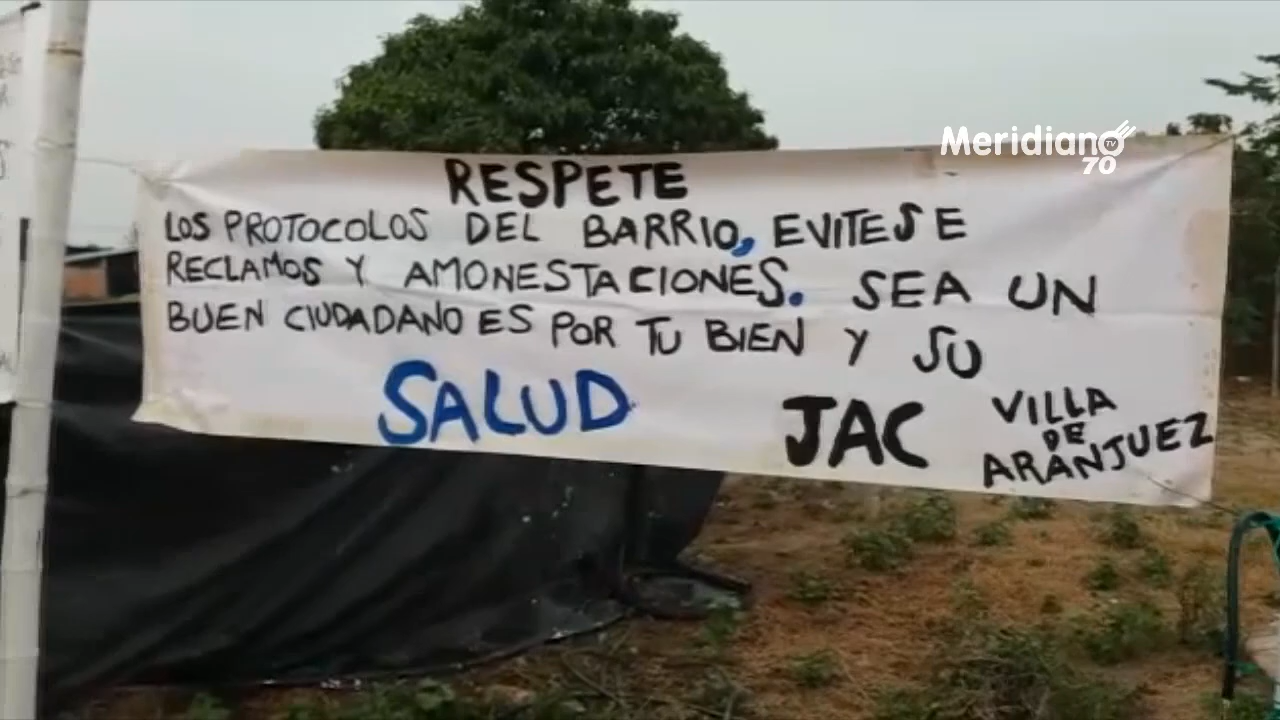 Meridiano TV
70
RESPETE
LOS PROTOCOLOS DEL BARRIO, EVITESE
RECLAMOS Y AMONESTACIONES. SEA UN
BUEN CIUDADANO ES POR TU BIEN Y SU
SALUD
JAC VILLA
DE
ARANJUEZ